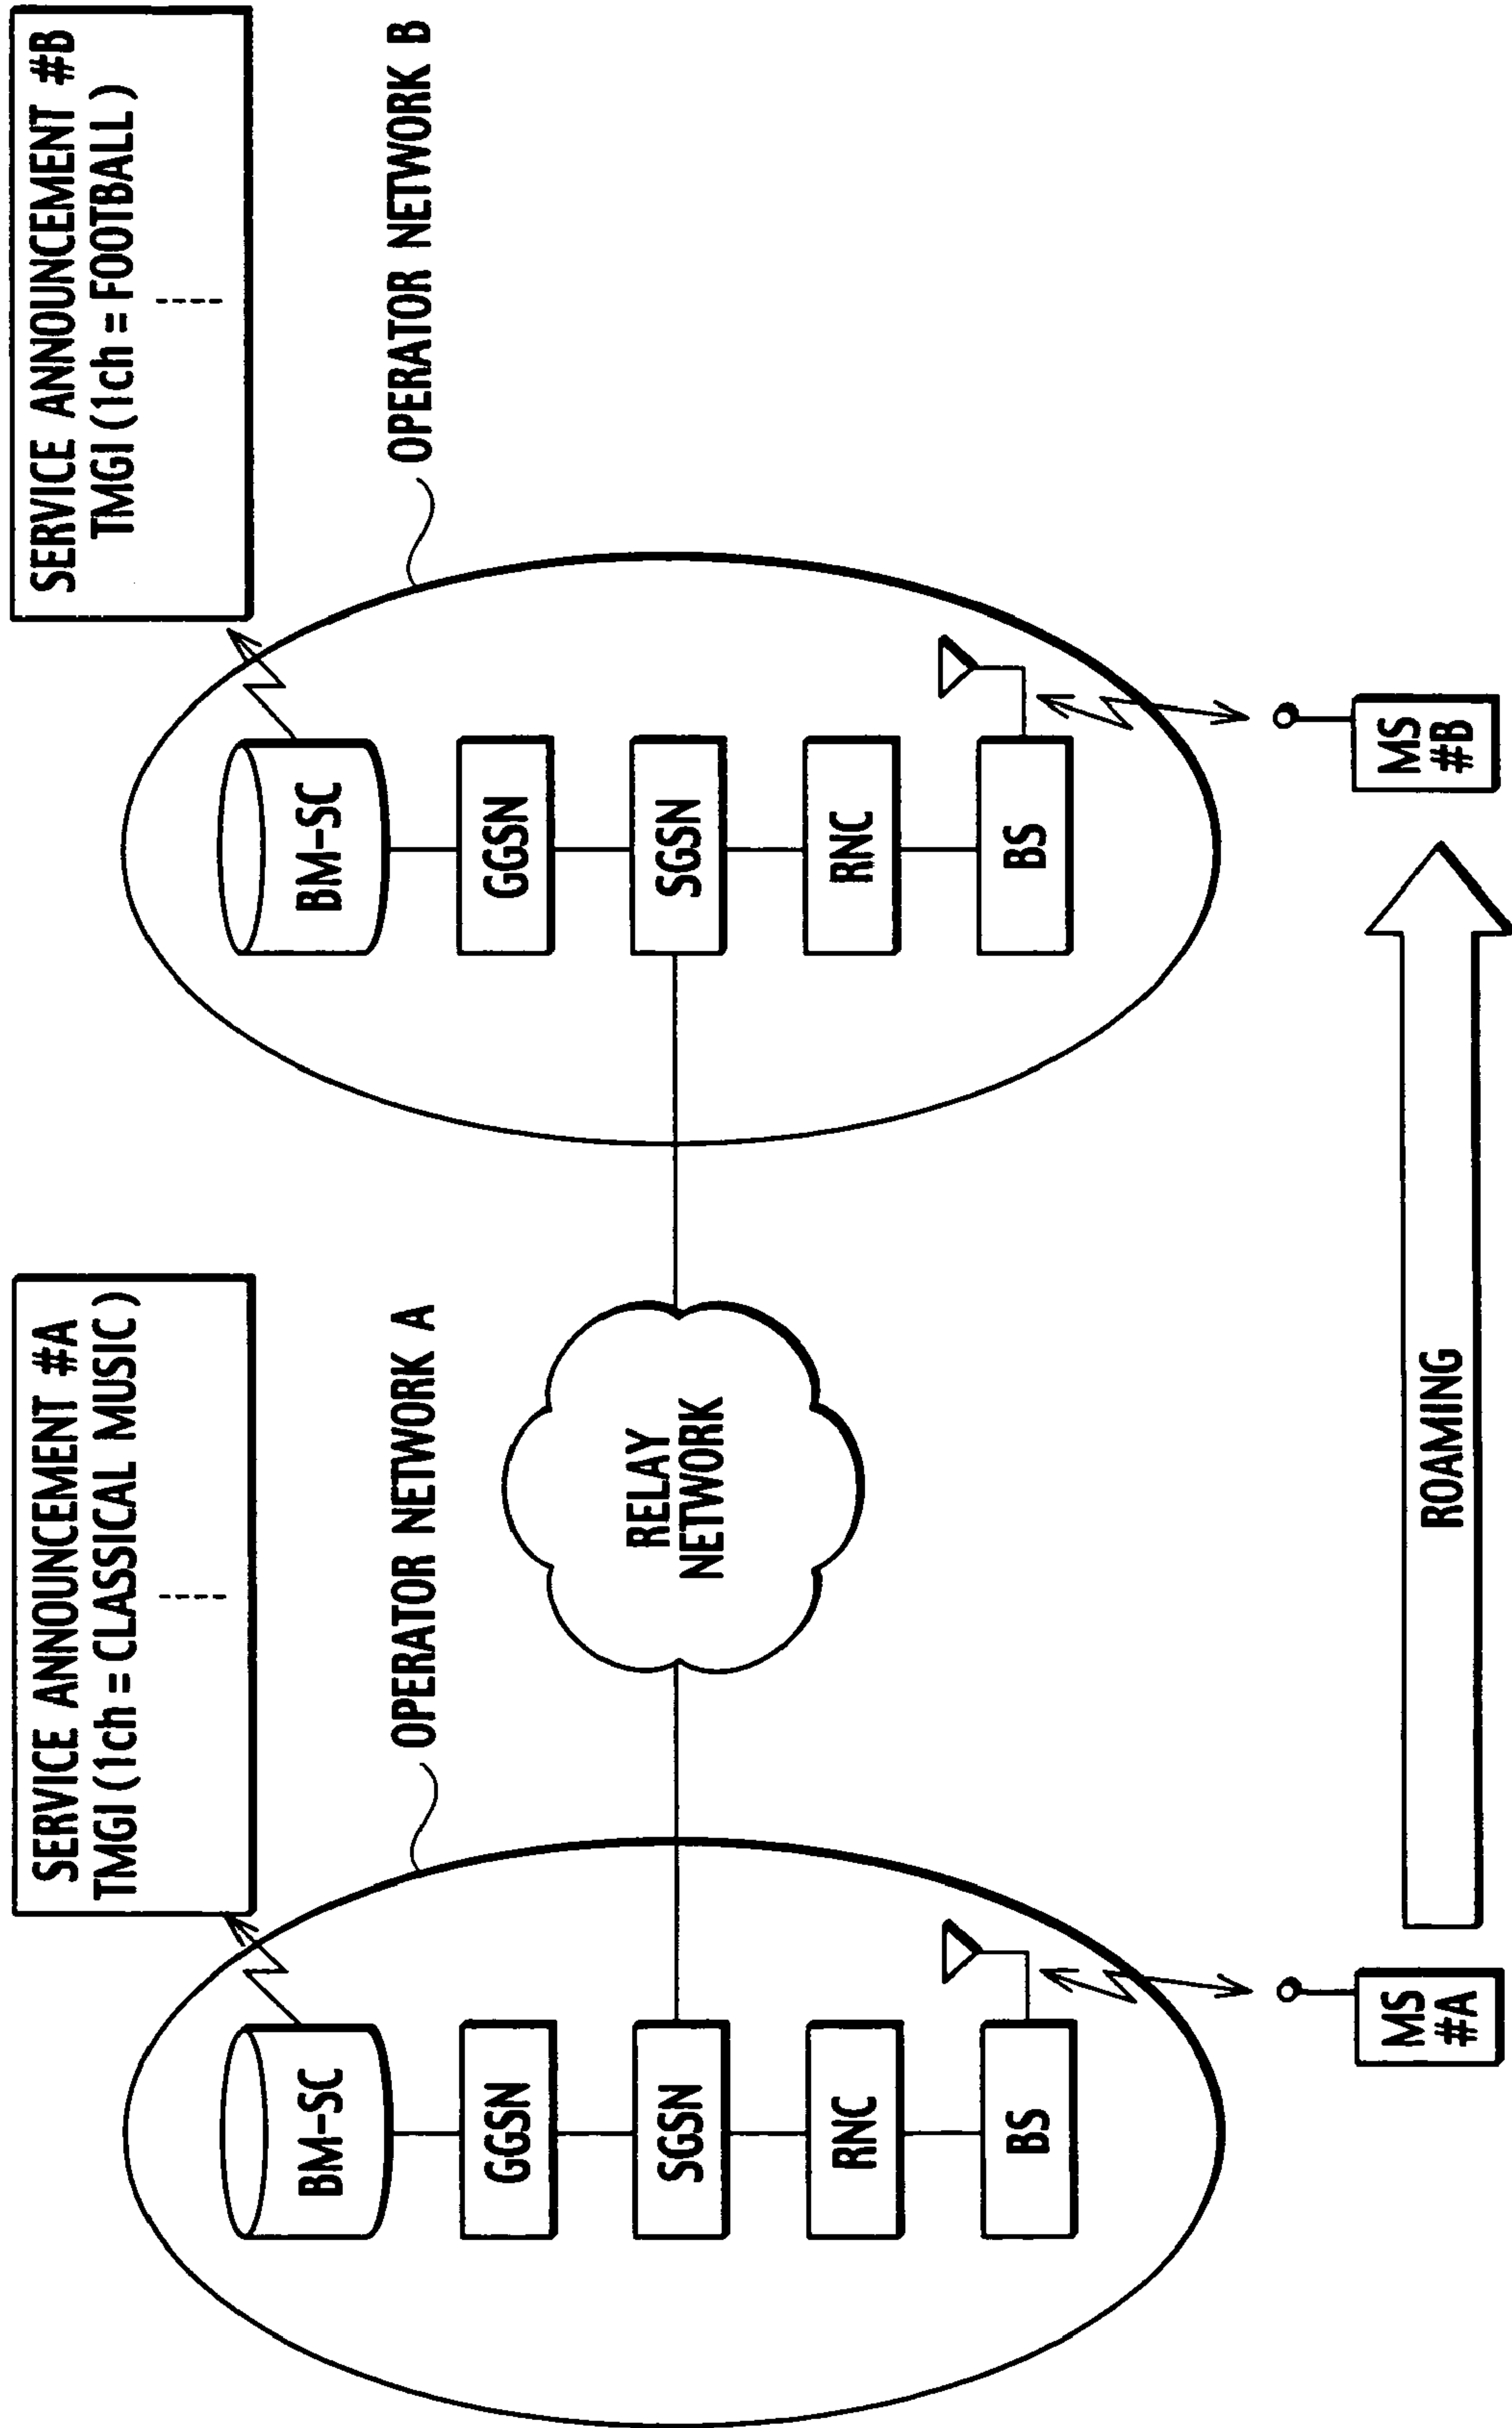 SERVICE ANNOUNCEMENT #A
TMGI (1ch = CLASSICAL MUSIC)
OPERATOR NETWORK A
BM-SC
GGSN
SGSN
RNC
BS
MS
#A
RELAY
NETWORK
ROAMING
SERVICE ANNOUNCEMENT #B
TMGI (1ch = FOOTBALL)
OPERATOR NETWORK B
BM-SC
GGSN
SGSN
RNC
BS
MS
#B